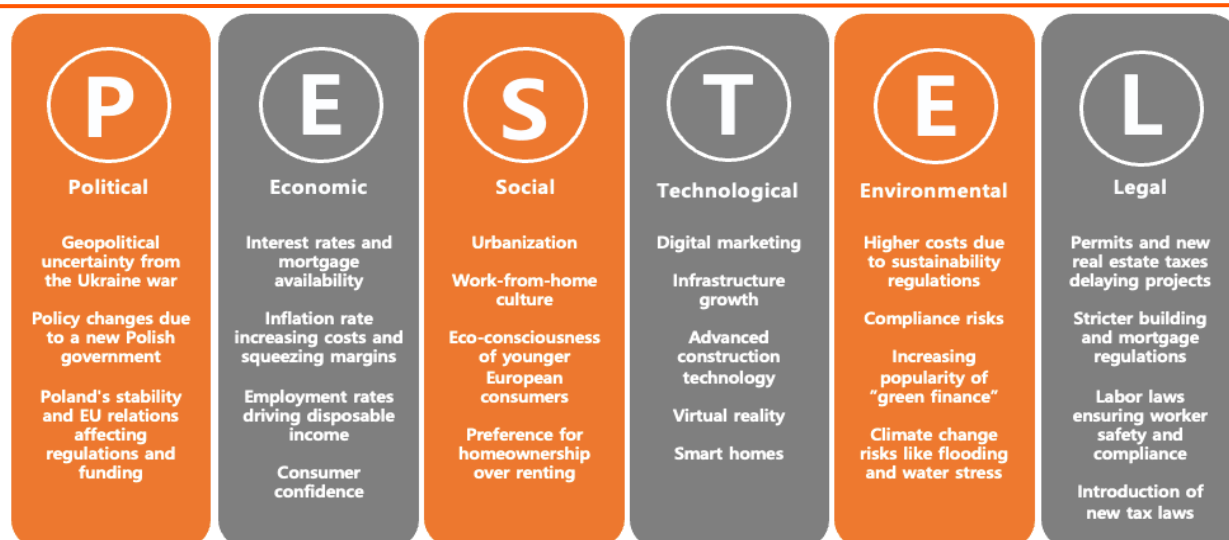 P
Political
Geopolitical
uncertainty from
the Ukraine war
Policy changes due
to a new Polish
government
Poland's stability
and EU relations
affecting
regulations and
funding
E
Economic
Interest rates and
mortgage
availability
Inflation rate
increasing costs and
squeezing margins
Employment rates
driving disposable
income
Consumer
confidence
S
Social
Urbanization
Work-from-home
culture
Eco-consciousness
of younger
European
consumers
Preference for
homeownership
over renting
T
Technological
Digital marketing
Infrastructure
growth
Advanced
construction
technology
Virtual reality
Smart homes
E
Environmental
Higher costs due
to sustainability
regulations
Compliance risks
Increasing
popularity of
"green finance"
Climate change
risks like flooding
and water stress
L
Legal
Permits and new
real estate taxes
delaying projects
Stricter building
and mortgage
regulations
Labor laws
ensuring worker
safety and
compliance
Introduction of
new tax laws